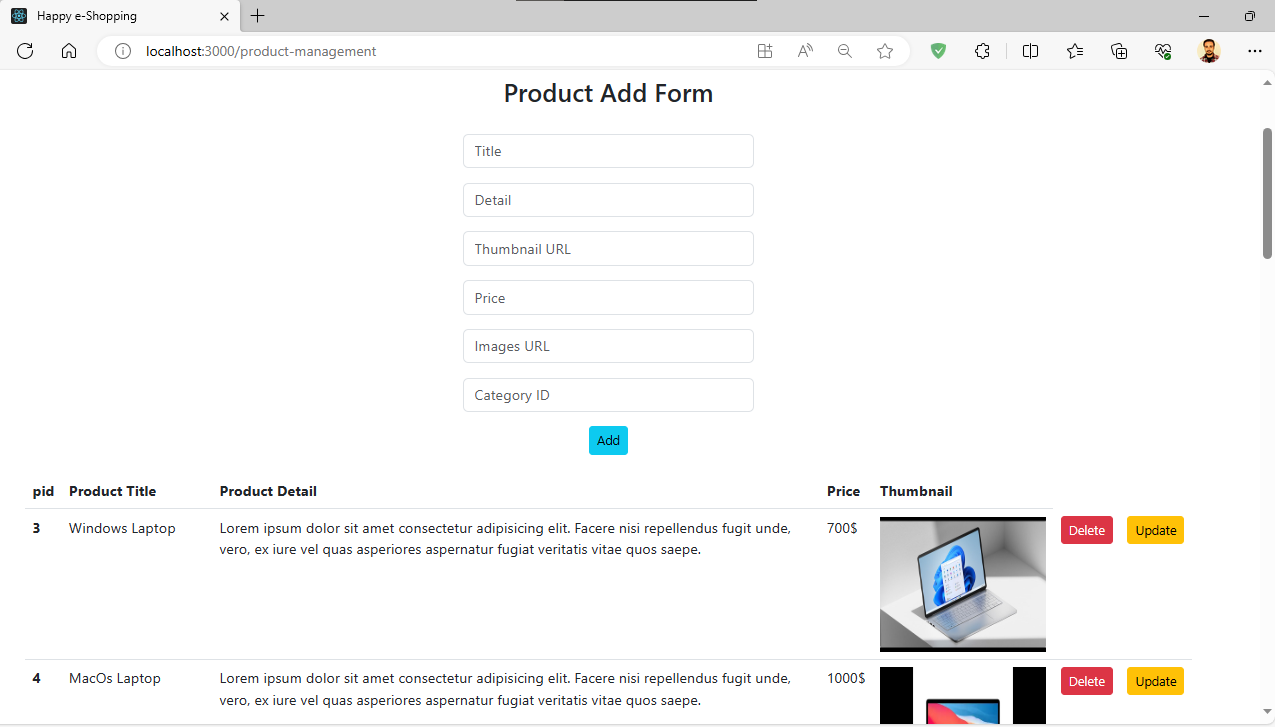 Happy e-Shopping
localhost:3000/product-management
Product Add Form
Title
Detail
Thumbnail URL
Price
Images URL
Category ID
Add
pid Product Title Product Detail Price Thumbnail
3 Windows Laptop Lorem ipsum dolor sit amet consectetur adipisicing elit. Facere nisi repellendus fugit unde, 700$ Delete Update
vero, ex iure vel quas asperiores aspernatur fugiat veritatis vitae quos saepe.
4 MacOs Laptop Lorem ipsum dolor sit amet consectetur adipisicing elit. Facere nisi repellendus fugit unde, 1000$ Delete Update
vero, ex iure vel quas asperiores aspernatur fugiat veritatis vitae quos saepe.